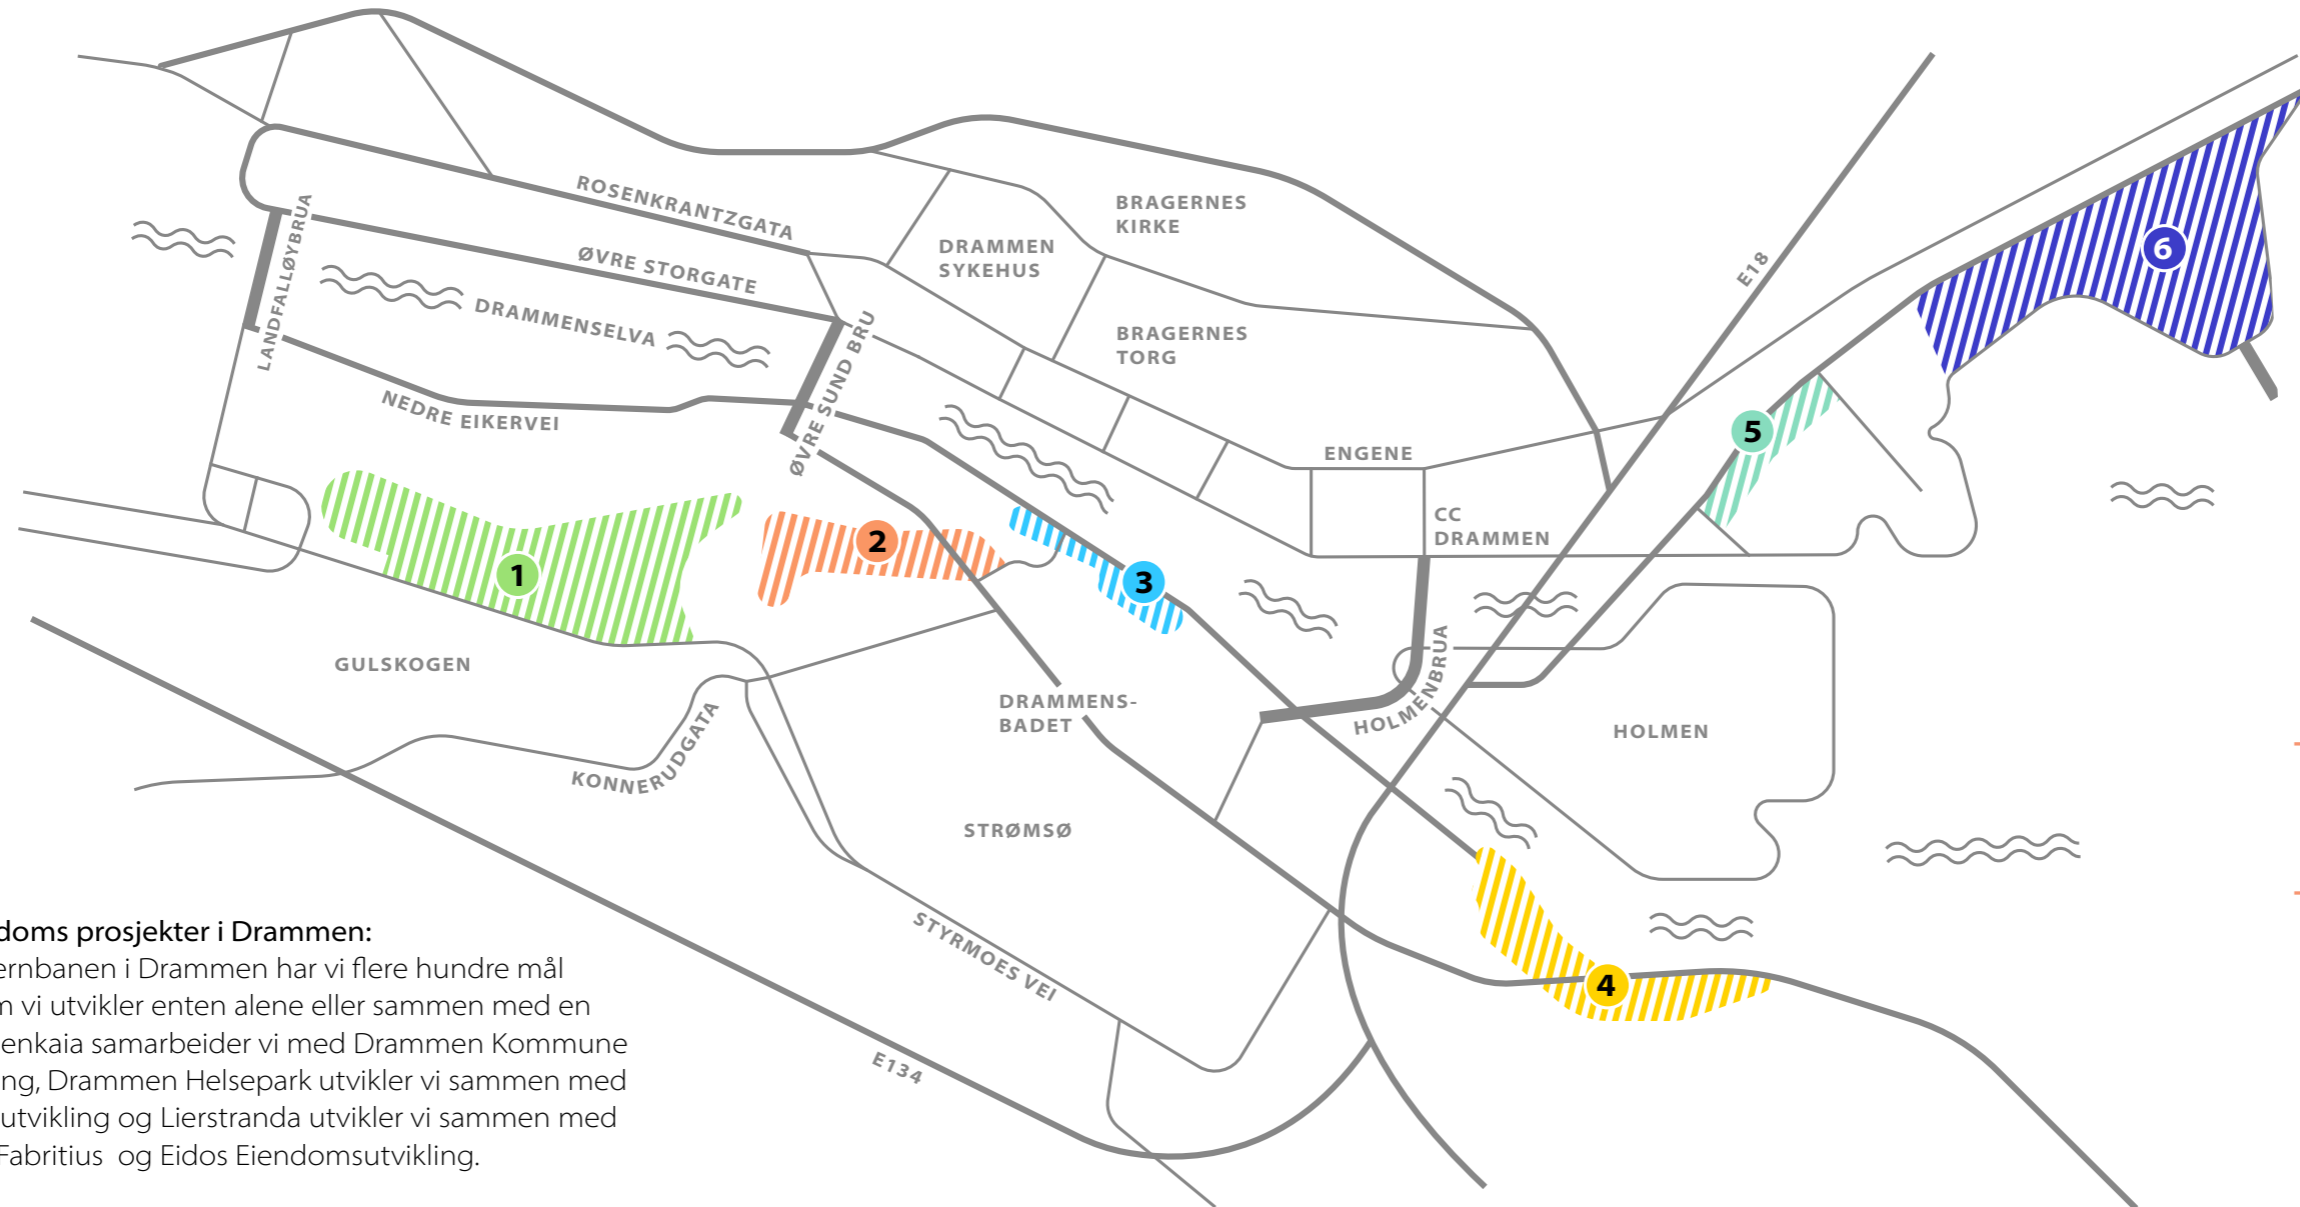 ROSENKRANTZGATA
ØVRE STORGATE
LANDFALLØYBRUA
DRAMMENSELVA
ØVRE SUND BRU
NEDRE EIKERVEI
BRAGERNES
KIRKE
DRAMMEN
SYKEHUS
BRAGERNES
TORG
E18
6
5
ENGENE
CC
DRAMMEN
1
2
3
GULSKOGEN
KONNERUDGATA
DRAMMENS-
BADET
HOLMENBRUA
HOLMEN
STRØMSØ
STYRMOES VEI
4
E134
doms prosjekter i Drammen:
ernbanen i Drammen har vi flere hundre mål
m vi utvikler enten alene eller sammen med en
enkaia samarbeider vi med Drammen Kommune
ng, Drammen Helsepark utvikler vi sammen med
utvikling og Lierstranda utvikler vi sammen med
Fabritius og Eidos Eiendomsutvikling.